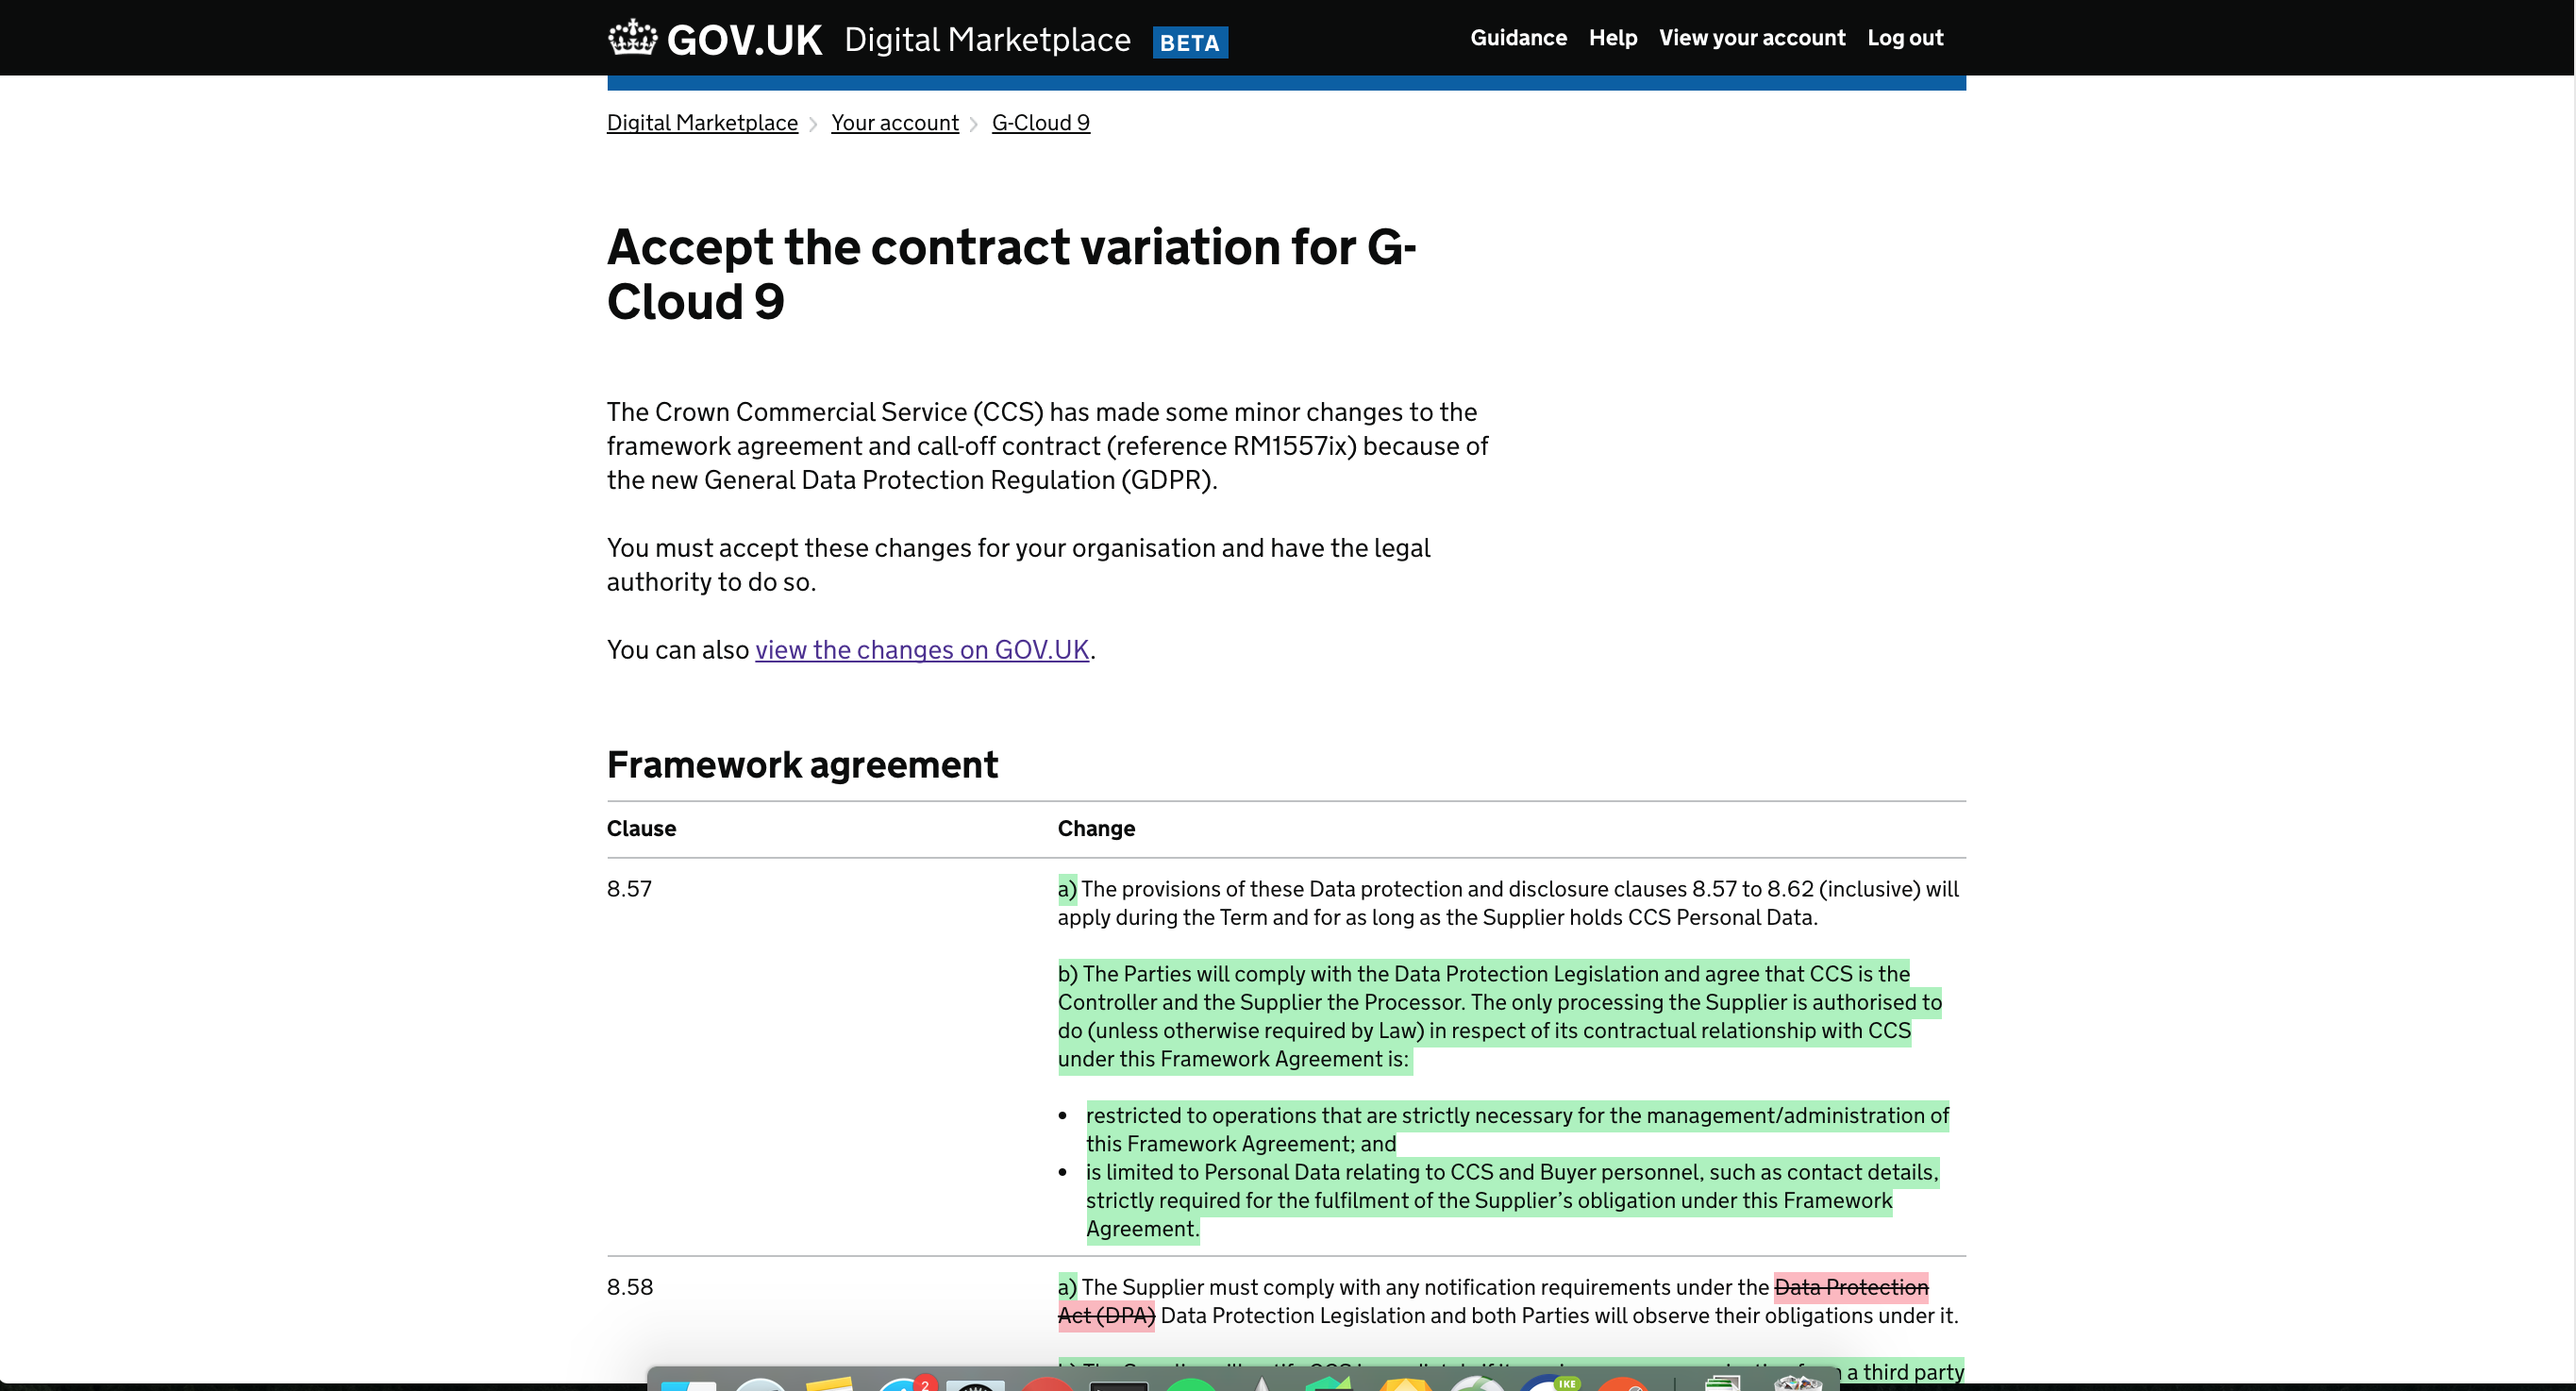 GOV.UK Digital Marketplace BETA Guidance Help View your account Log out
Digital Marketplace Your account G-Cloud 9
Accept the contract variation for G-
Cloud 9
The Crown Commercial Service (CCS) has made some minor changes to the
framework agreement and call-off contract (reference RM1557ix) because of
the new General Data Protection Regulation (GDPR).
You must accept these changes for your organisation and have the legal
authority to do so.
You can also view the changes on GOV.UK.
Framework agreement
Clause Change
8.57 a) The provisions of these Data protection and disclosure clauses 8.57 to 8.62 (inclusive) will
apply during the Term and for as long as the Supplier holds CCS Personal Data.
b) The Parties will comply with the Data Protection Legislation and agree that CCS is the
Controller and the Supplier the Processor. The only processing the Supplier is authorised to
do (unless otherwise required by Law) in respect of its contractual relationship with CCS
under this Framework Agreement is:
• restricted to operations that are strictly necessary for the management/administration of
this Framework Agreement; and
• is limited to Personal Data relating to CCS and Buyer personnel, such as contact details,
strictly required for the fulfilment of the Supplier’s obligation under this Framework
Agreement.
8.58 a) The Supplier must comply with any notification requirements under the Data Protection
Act (DPA) Data Protection Legislation and both Parties will observe their obligations under it.
a third party
2
IKE